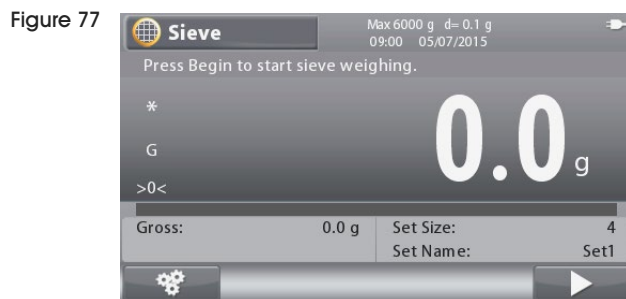 Figure 77
Sieve
Max 6000 g d= 0.1 g
09:00 05/07/2015
Press Begin to start sieve weighing.
*
G
>0<
0.0 g
Gross: 0.0 g
Set Size: 4
Set Name: Set1